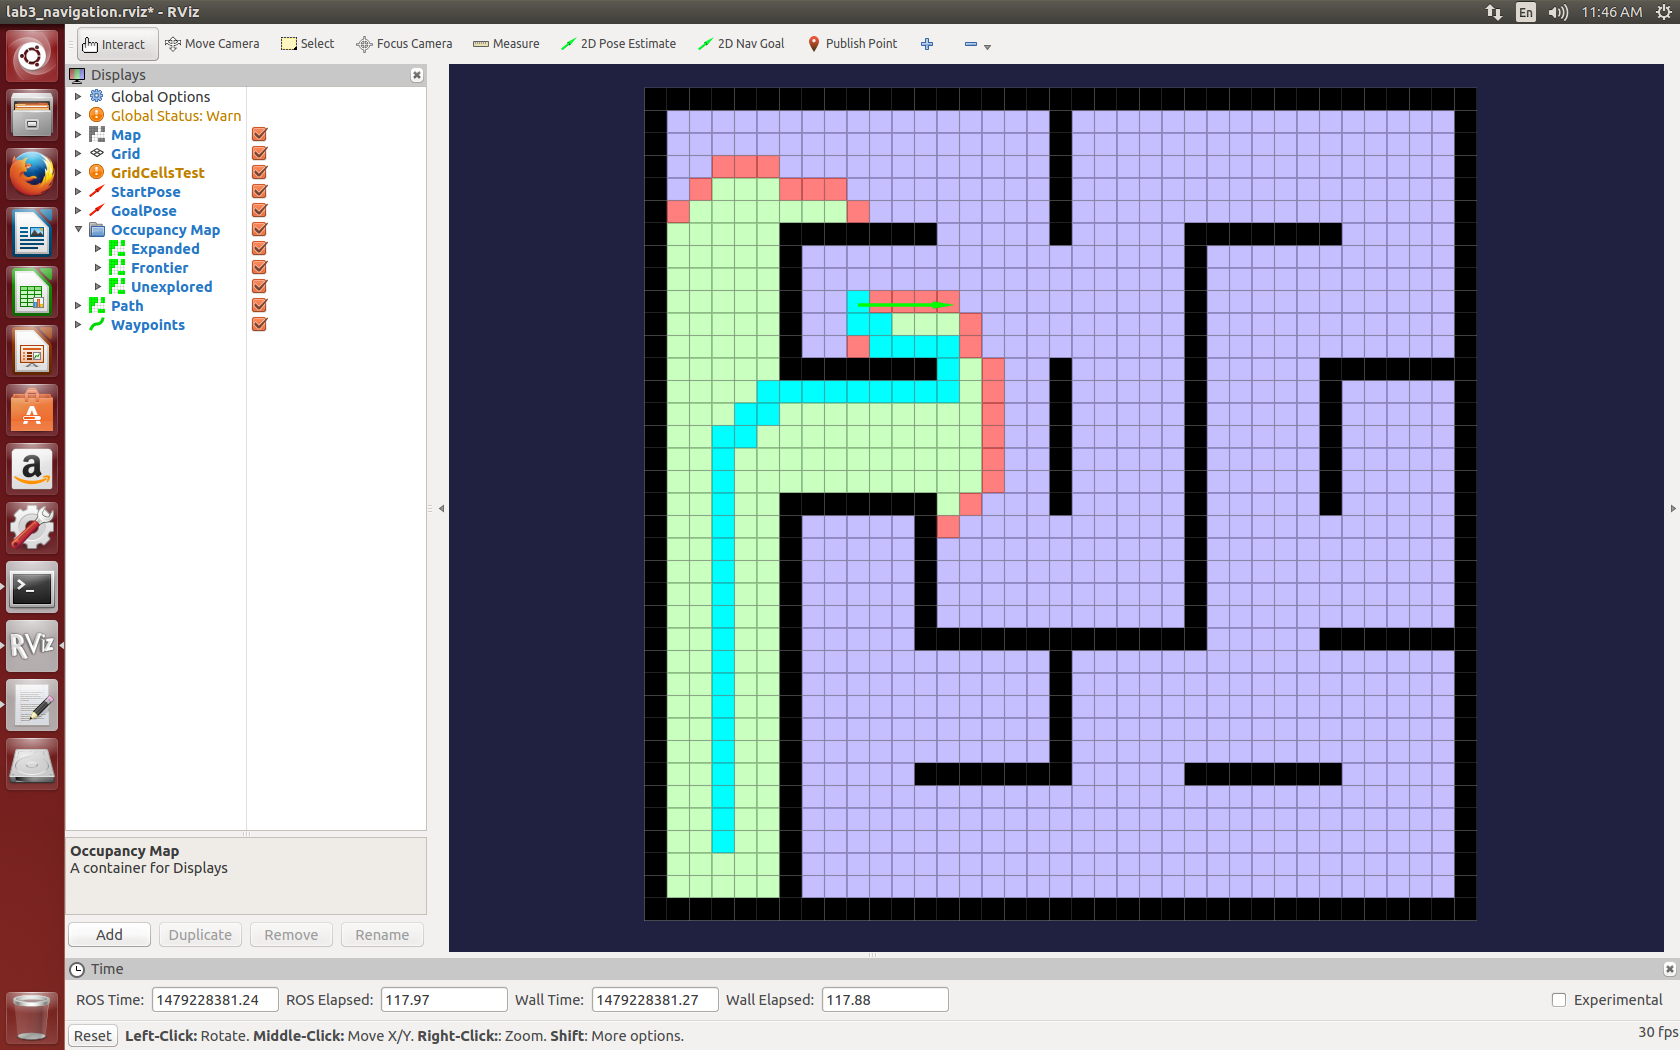 lab3_navigation.rviz* - RViz
En
11:46 AM
Interact
Move Camera
Select
Focus Camera
Measure
2D Pose Estimate
2D Nav Goal
Publish Point
Displays
Global Options
Global Status: Warn
Map
Grid
GridCellsTest
StartPose
GoalPose
Occupancy Map
Expanded
Frontier
Unexplored
Path
Waypoints
RViz
Occupancy Map
A container for Displays
Add
Duplicate
Remove
Rename
Time
ROS Time: 1479228381.24 ROS Elapsed: 117.97 Wall Time: 1479228381.27 Wall Elapsed: 117.88
Experimental
Reset
Left-Click: Rotate. Middle-Click: Move X/Y. Right-Click:: Zoom. Shift: More options.
30 fps